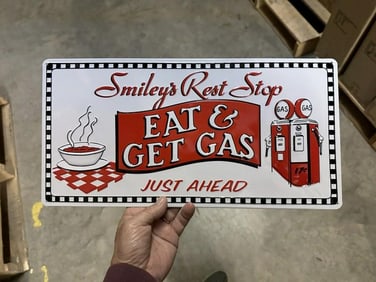 Smiley's Rest Stop
EAT &
GET GAS
JUST AHEAD
GAS GAS